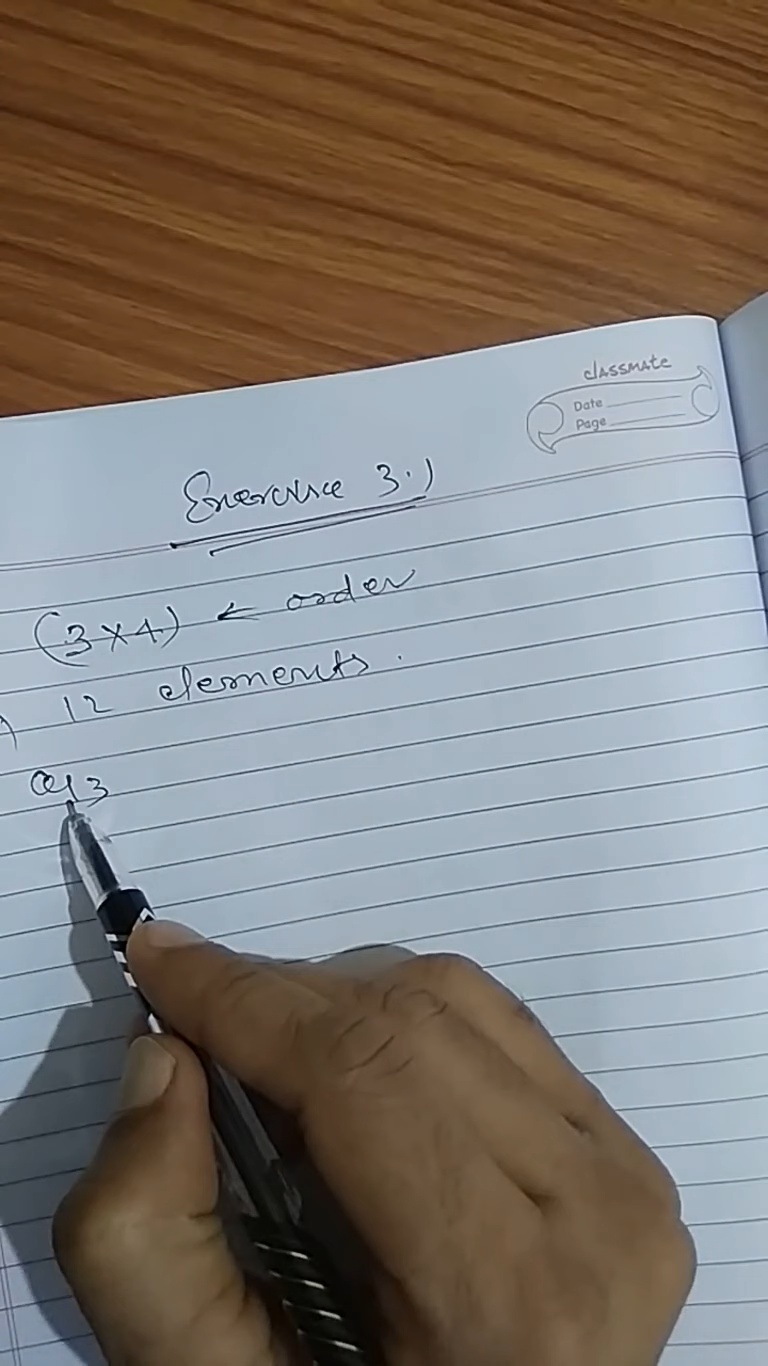 classmate
Date
Page
Exercise 3.1
(3×4) ← order
12 elements.
a13